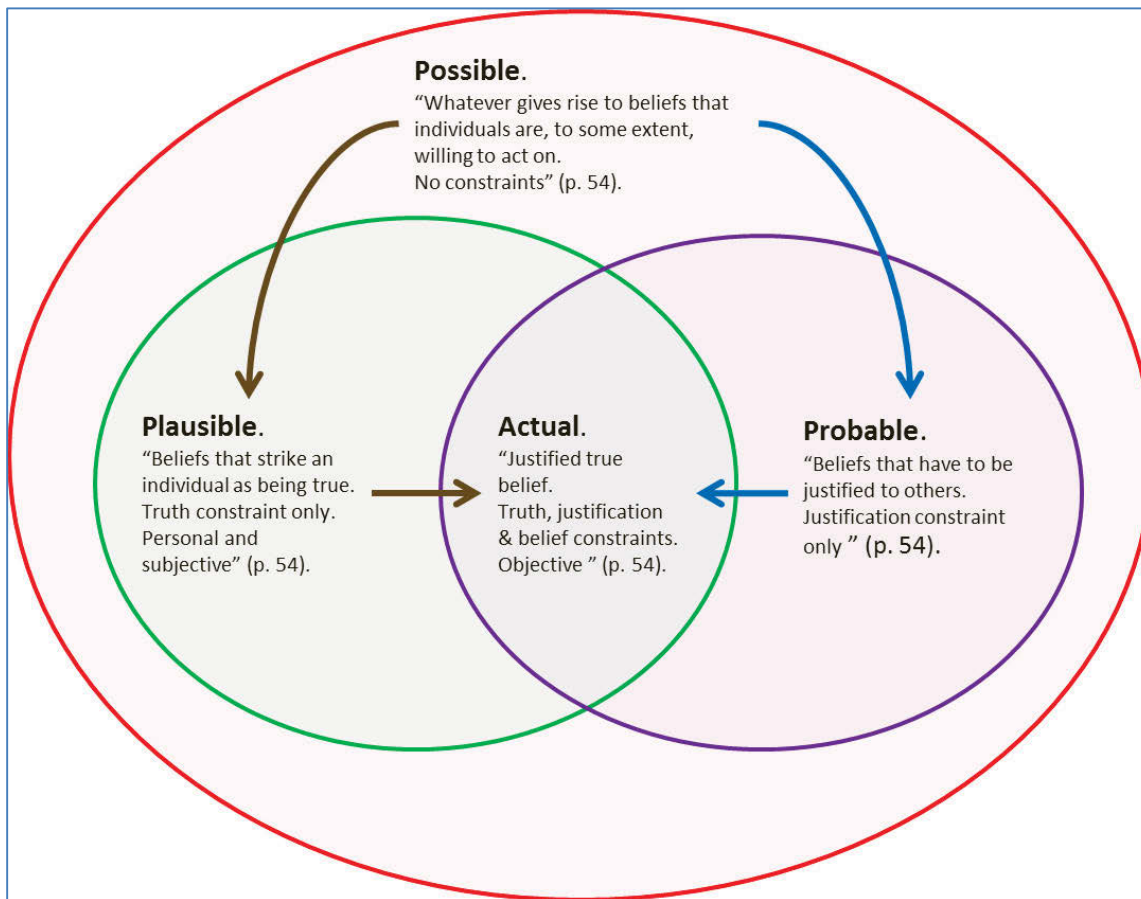 Possible.
“Whatever gives rise to beliefs that
individuals are, to some extent,
willing to act on.
No constraints” (p. 54).
Plausible.
“Beliefs that strike an
individual as being true.
Truth constraint only.
Personal and
subjective” (p. 54).
Actual.
“Justified true
belief.
Truth, justification
& belief constraints.
Objective ” (p. 54).
Probable.
“Beliefs that have to be
justified to others.
Justification constraint
only ” (p. 54).